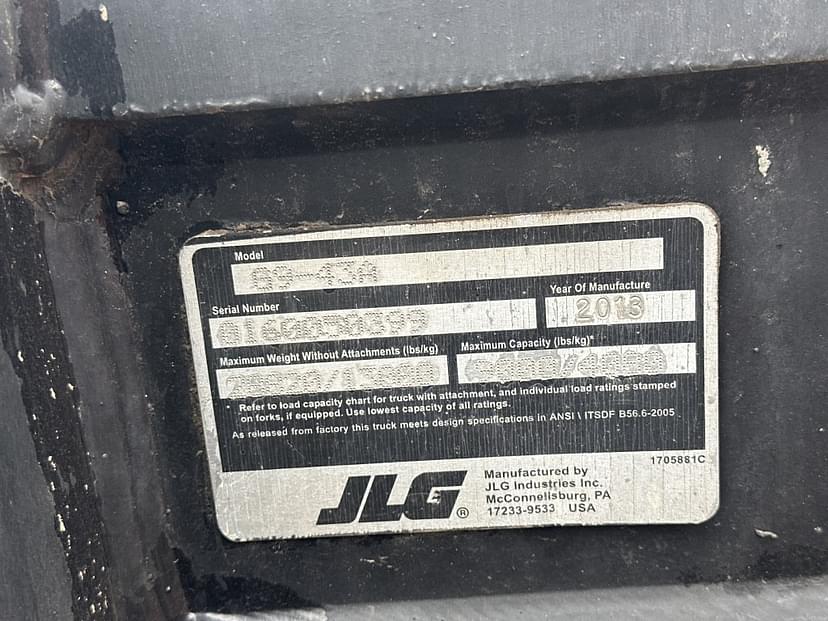 Model
G9-43A
Serial Number
0160050399
Year Of Manufacture
2013
Maximum Weight Without Attachments (lbs/kg)
Maximum Capacity (lbs/kg)*
* Refer to load capacity chart for truck with attachment, and individual load ratings stamped
on forks, if equipped. Use lowest capacity of all ratings.
As released from factory this truck meets design specifications in ANSI \ ITSDF B56.6-2005
1705881C
JLG®
Manufactured by
JLG Industries Inc.
McConnellsburg, PA
17233-9533 USA